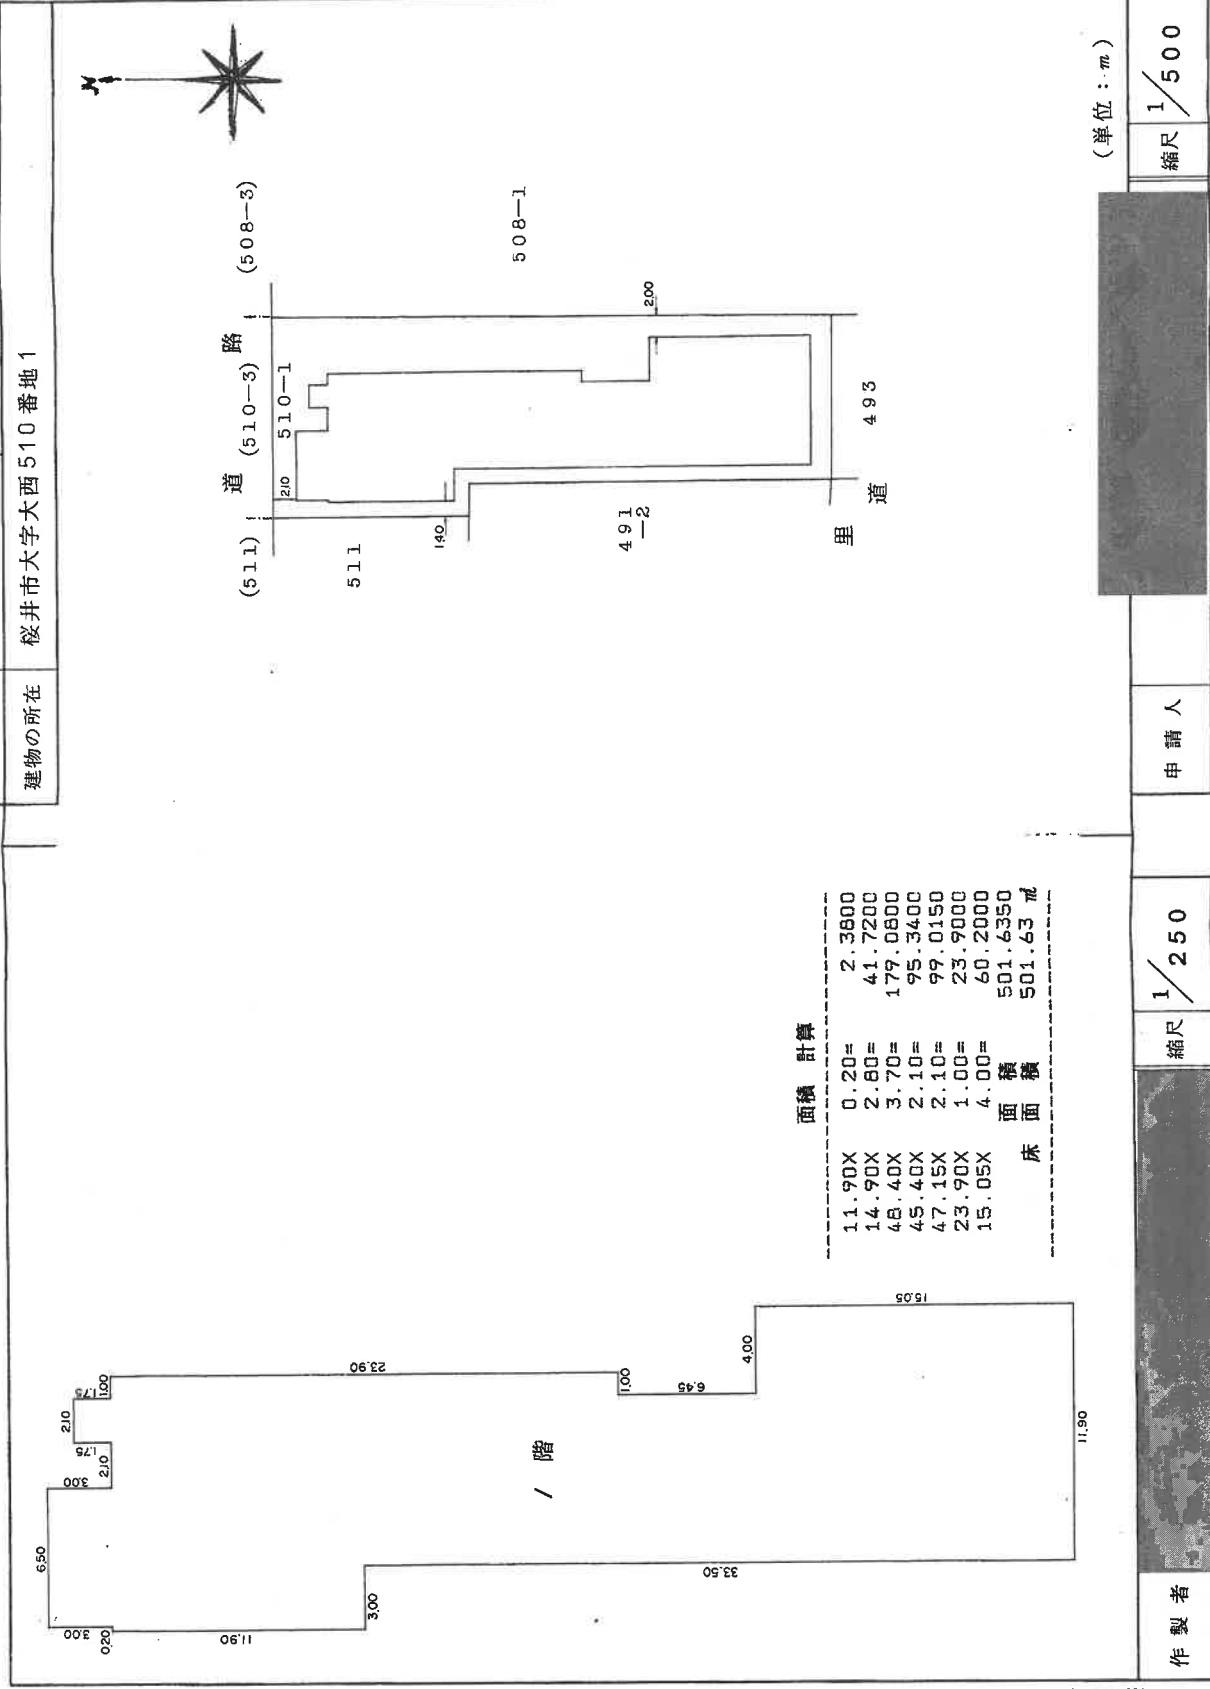 建物の所在　桜井市大字大西510番地1
N
(511)　道　(510—3)　路　(508—3)
2.10
510—1
511
1.40
491
—2
508—1
2.00
里　道
493
(単位：m)
6.50
3.00
0.20
3.00
2.10
1.75
2.10
1.75
1.00
11.90
23.90
3.00
1.00
6.45
4.00
33.50
15.05
11.90
1 階
面積　計算
11.90X　0.20=　2.3800
14.90X　2.80=　41.7200
48.40X　3.70=　179.0800
45.40X　2.10=　95.3400
47.15X　2.10=　99.0150
23.90X　1.00=　23.9000
15.05X　4.00=　60.2000
面　積　501.6350
床　面　積　501.63 ㎡
作製者
縮尺　1/250
申請人
縮尺　1/500